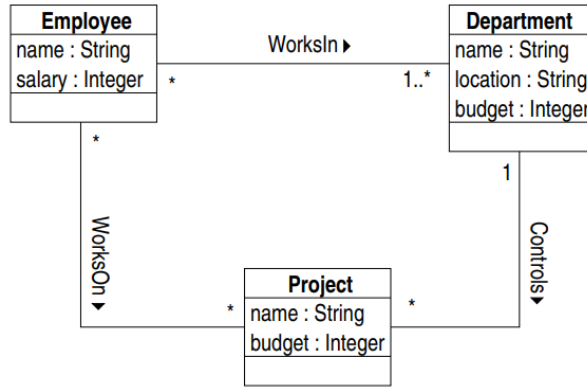 Employee
name : String
salary : Integer
WorksIn
*
1..*
Department
name : String
location : String
budget : Integer
*
1
WorksOn
Controls
*
*
Project
name : String
budget : Integer